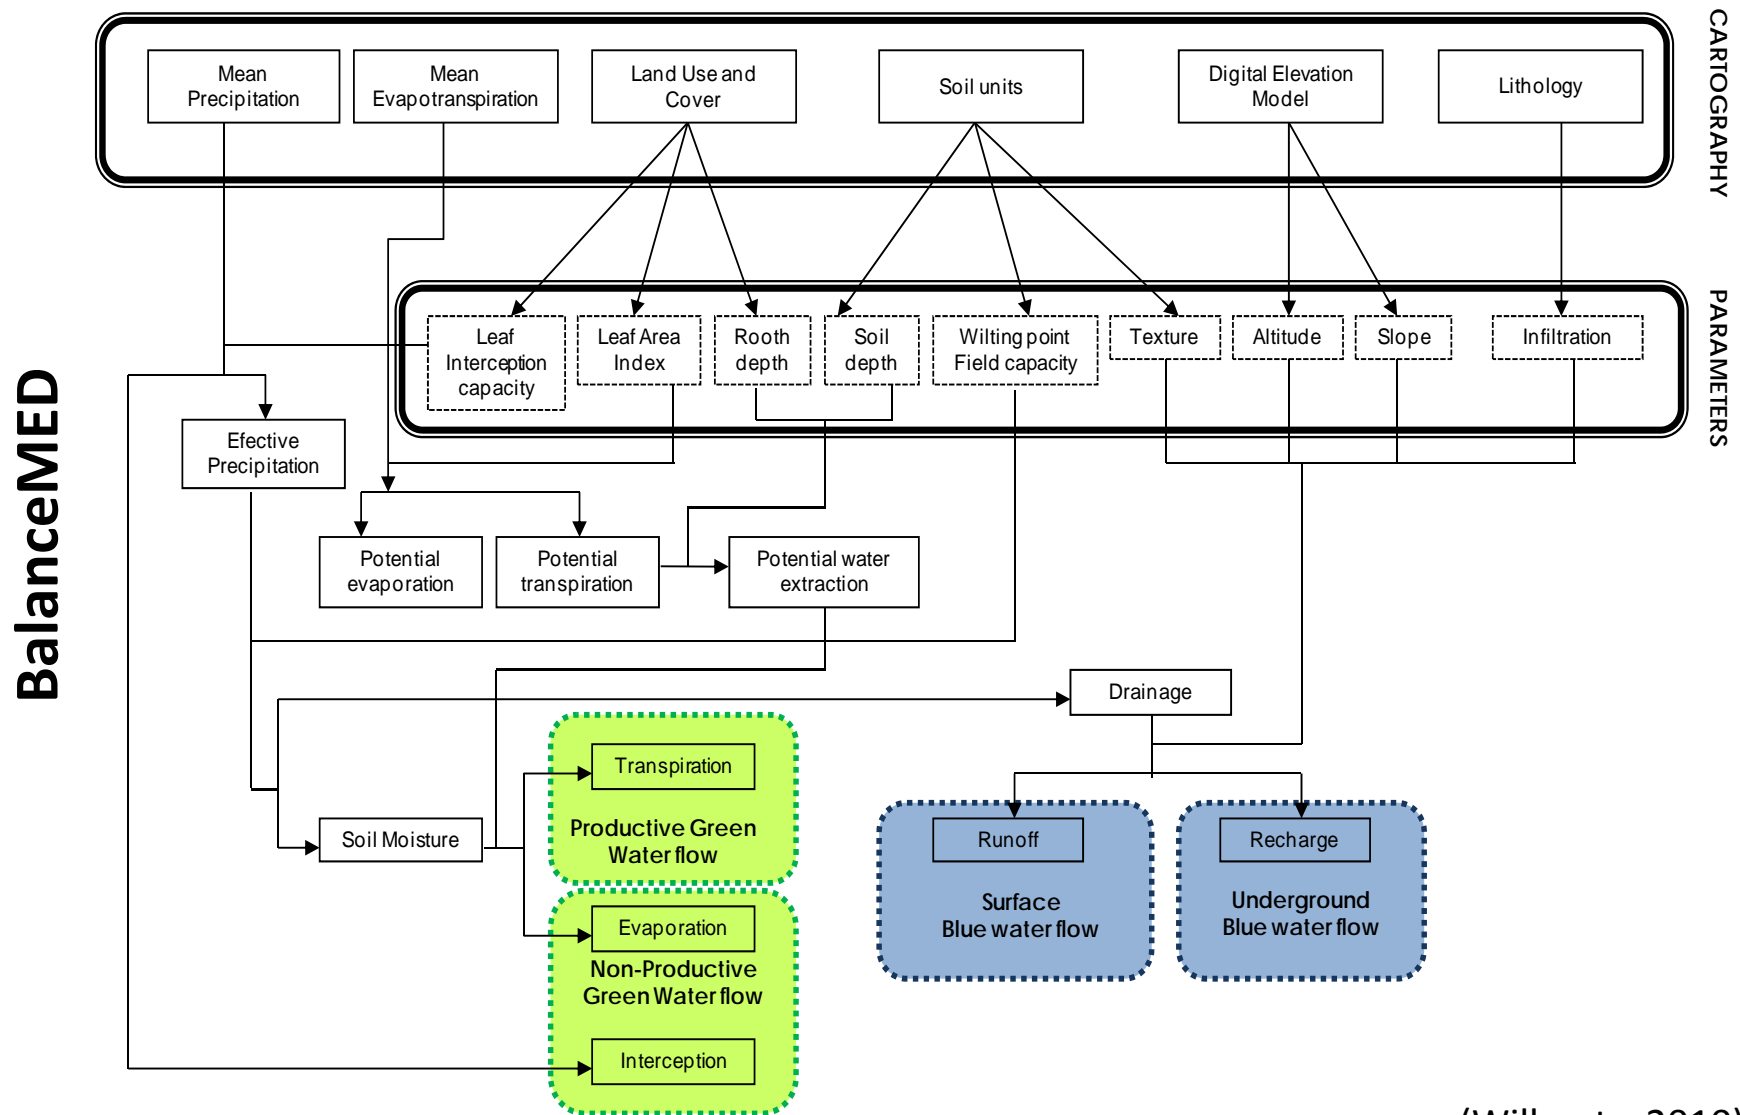 CARTOGRAPHY
Mean
Precipitation
Mean
Evapotranspiration
Land Use and
Cover
Soil units
Digital Elevation
Model
Lithology
PARAMETERS
Leaf
Interception
capacity
Leaf Area
Index
Rooth
depth
Soil
depth
Wilting point
Field capacity
Texture
Altitude
Slope
Infiltration
BalanceMED
Efective
Precipitation
Potential
evaporation
Potential
transpiration
Potential water
extraction
Drainage
Transpiration
Productive Green
Water flow
Soil Moisture
Runoff
Surface
Blue water flow
Recharge
Underground
Blue water flow
Evaporation
Non-Productive
Green Water flow
Interception